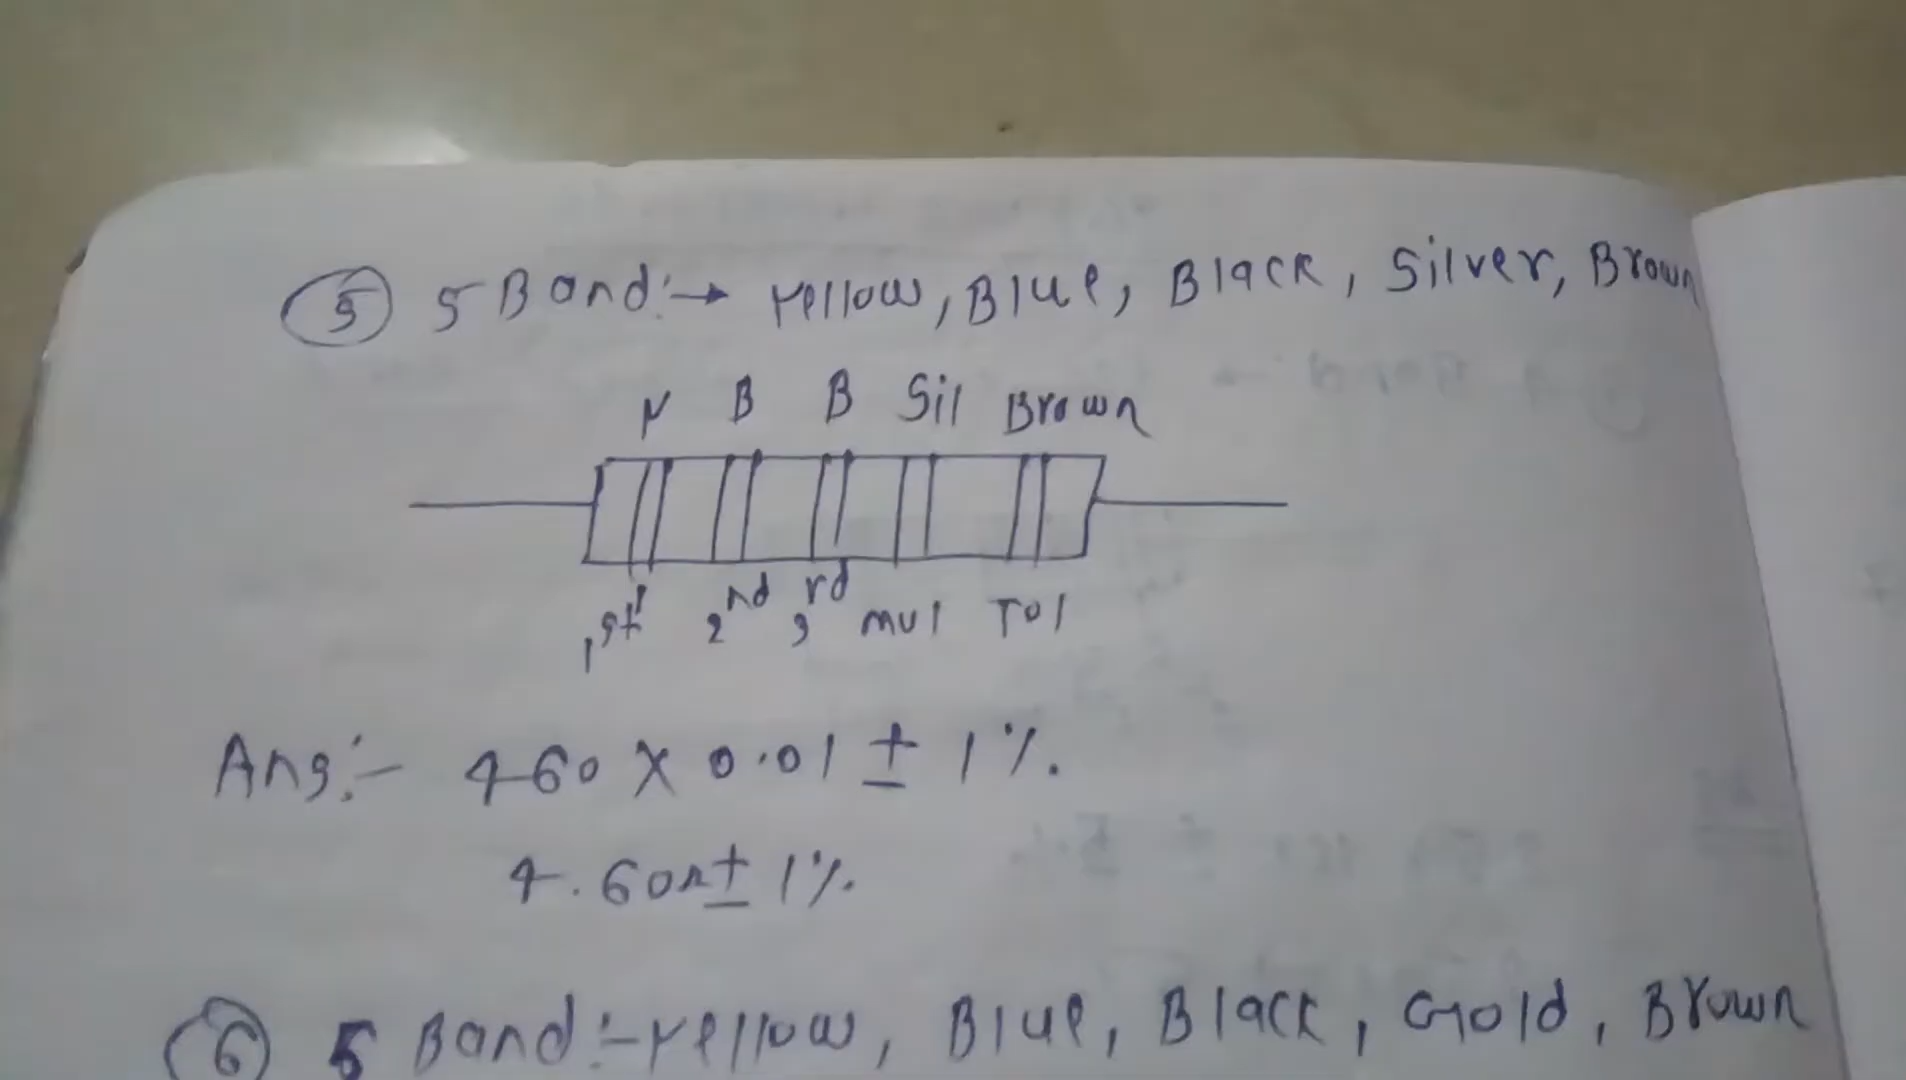 5 5 Band:→ Yellow, Blue, Black, Silver, Brown
Y B B Sil Brown
1st 2nd 3rd mul Tol
Ans:- 460 X 0.01 ± 1%.
4.60Ω± 1%.
6 5 Band:-Yellow, Blue, Black, Gold, Brown